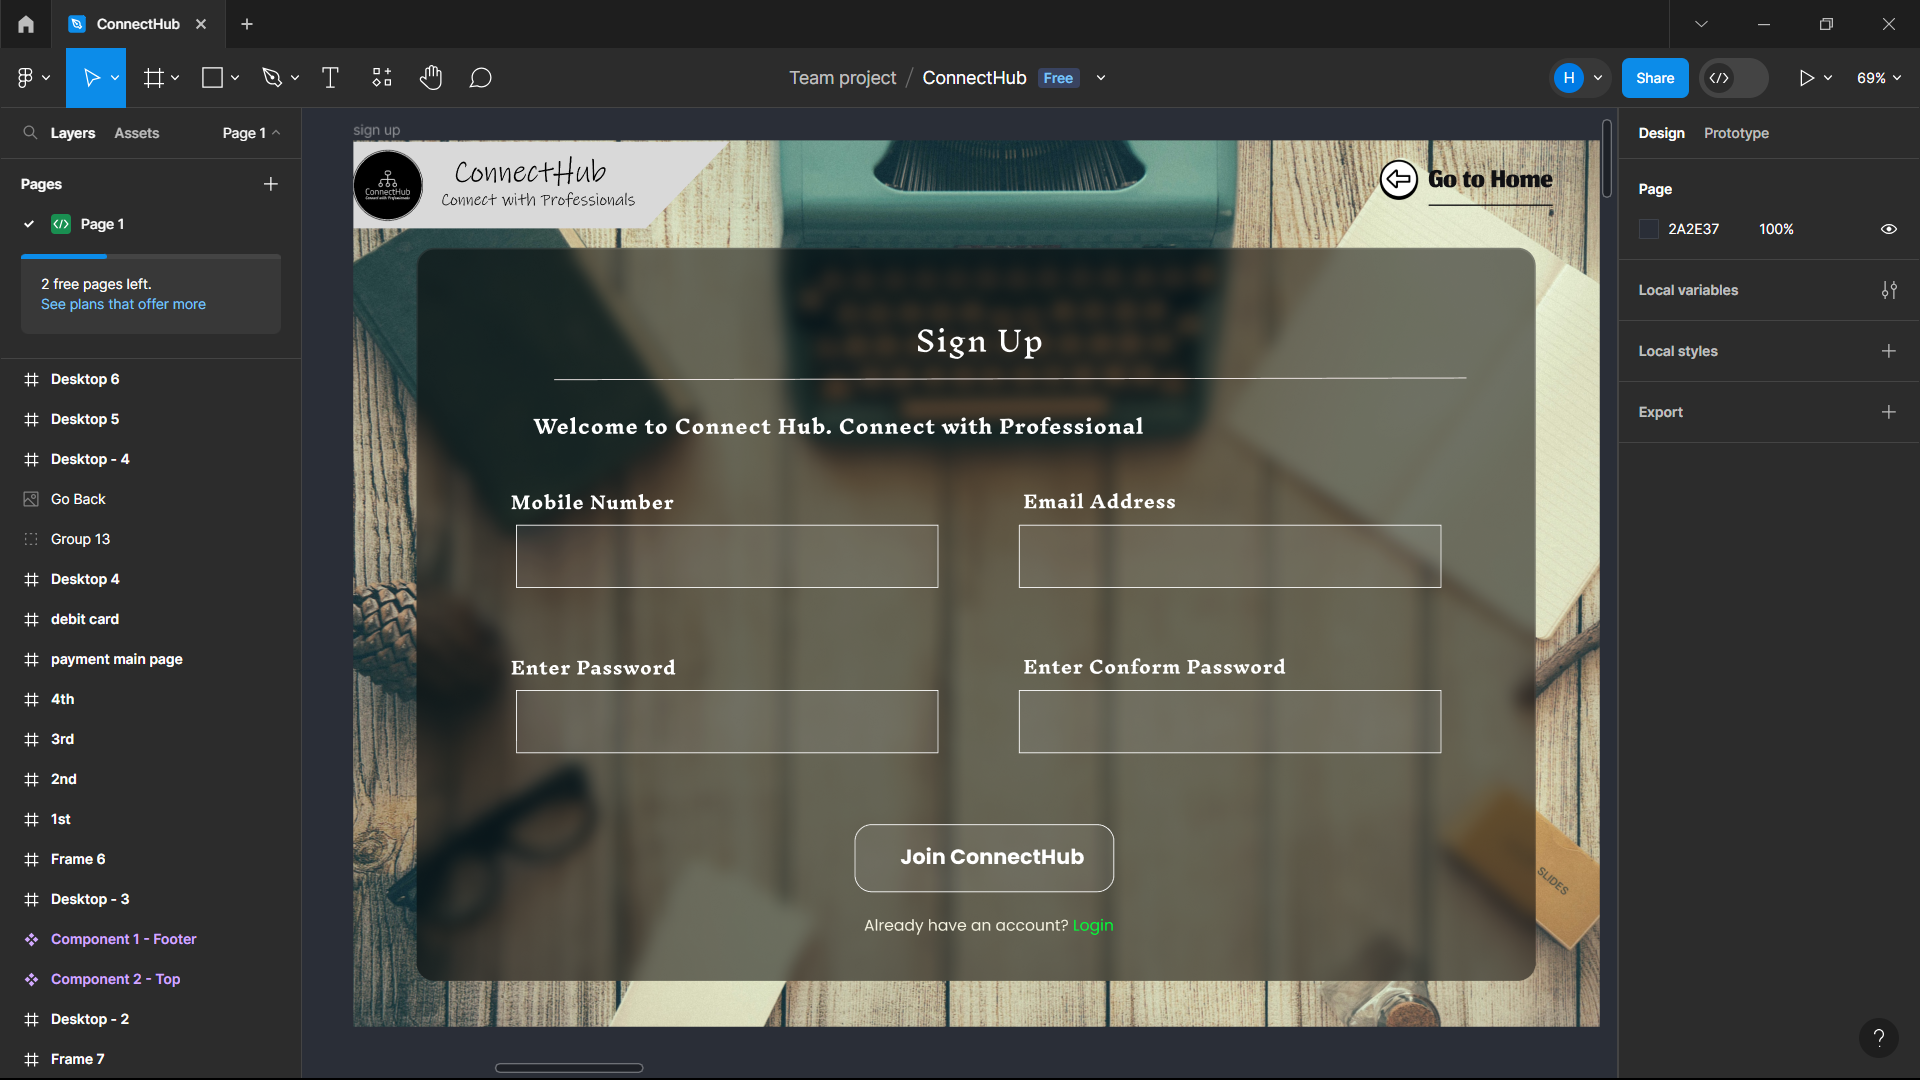 ConnectHub
Team project / ConnectHub Free
H
Share
69%
Layers Assets Page 1
Pages
Page 1
2 free pages left.
See plans that offer more
Desktop 6
Desktop 5
Desktop - 4
Go Back
Group 13
Desktop 4
debit card
payment main page
4th
3rd
2nd
1st
Frame 6
Desktop - 3
Component 1 - Footer
Component 2 - Top
Desktop - 2
Frame 7
sign up
ConnectHub
Connect with Professionals
ConnectHub
Connect with Professionals
Go to Home
Sign Up
Welcome to Connect Hub. Connect with Professional
Mobile Number
Email Address
Enter Password
Enter Conform Password
Join ConnectHub
Already have an account? Login
SLIDES
Design Prototype
Page
2A2E37 100%
Local variables
Local styles
Export
?